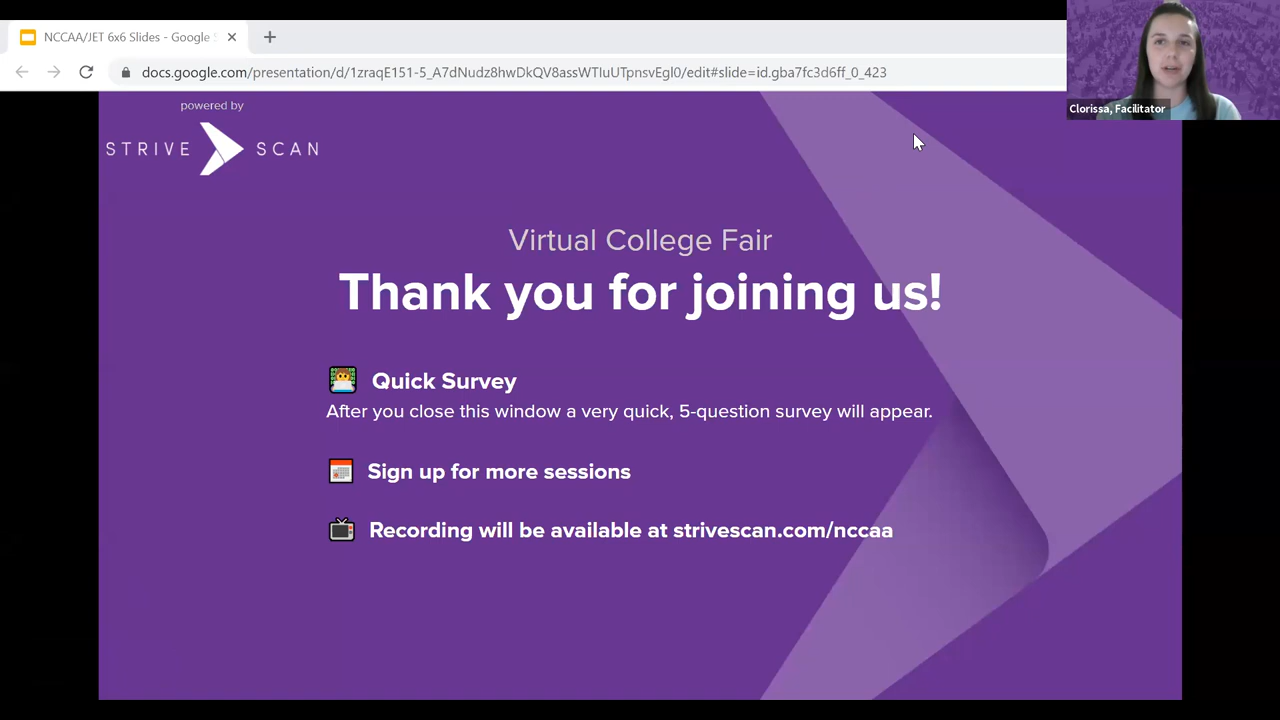 NCCAA/JET 6x6 Slides - Google S
docs.google.com/presentation/d/1zraqE151-5_A7dNudz8hwDkQV8assWTIuUTpnsvEgI0/edit#slide=id.gba7fc3d6ff_0_423
Clorissa, Facilitator
powered by
STRIVE SCAN
Virtual College Fair
Thank you for joining us!
Quick Survey
After you close this window a very quick, 5-question survey will appear.
Sign up for more sessions
Recording will be available at strivescan.com/nccaa